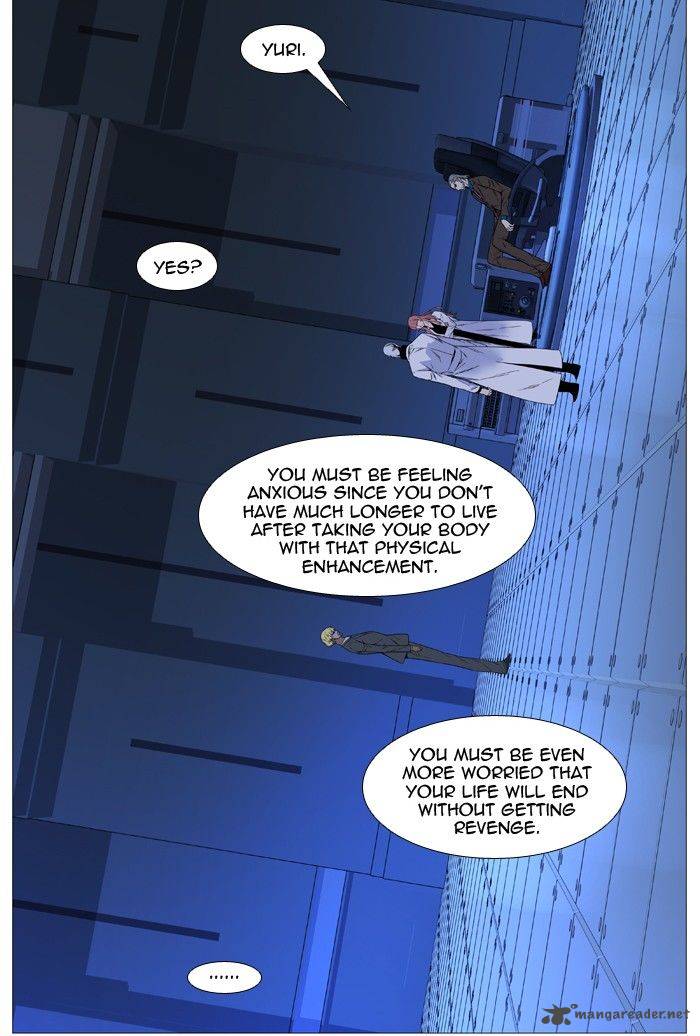 YURI.
YES?
YOU MUST BE FEELING
ANXIOUS SINCE YOU DON'T
HAVE MUCH LONGER TO LIVE
AFTER TAKING YOUR BODY
WITH THAT PHYSICAL
ENHANCEMENT.
YOU MUST BE EVEN
MORE WORRIED THAT
YOUR LIFE WILL END
WITHOUT GETTING
REVENGE.
......
mangareader.net